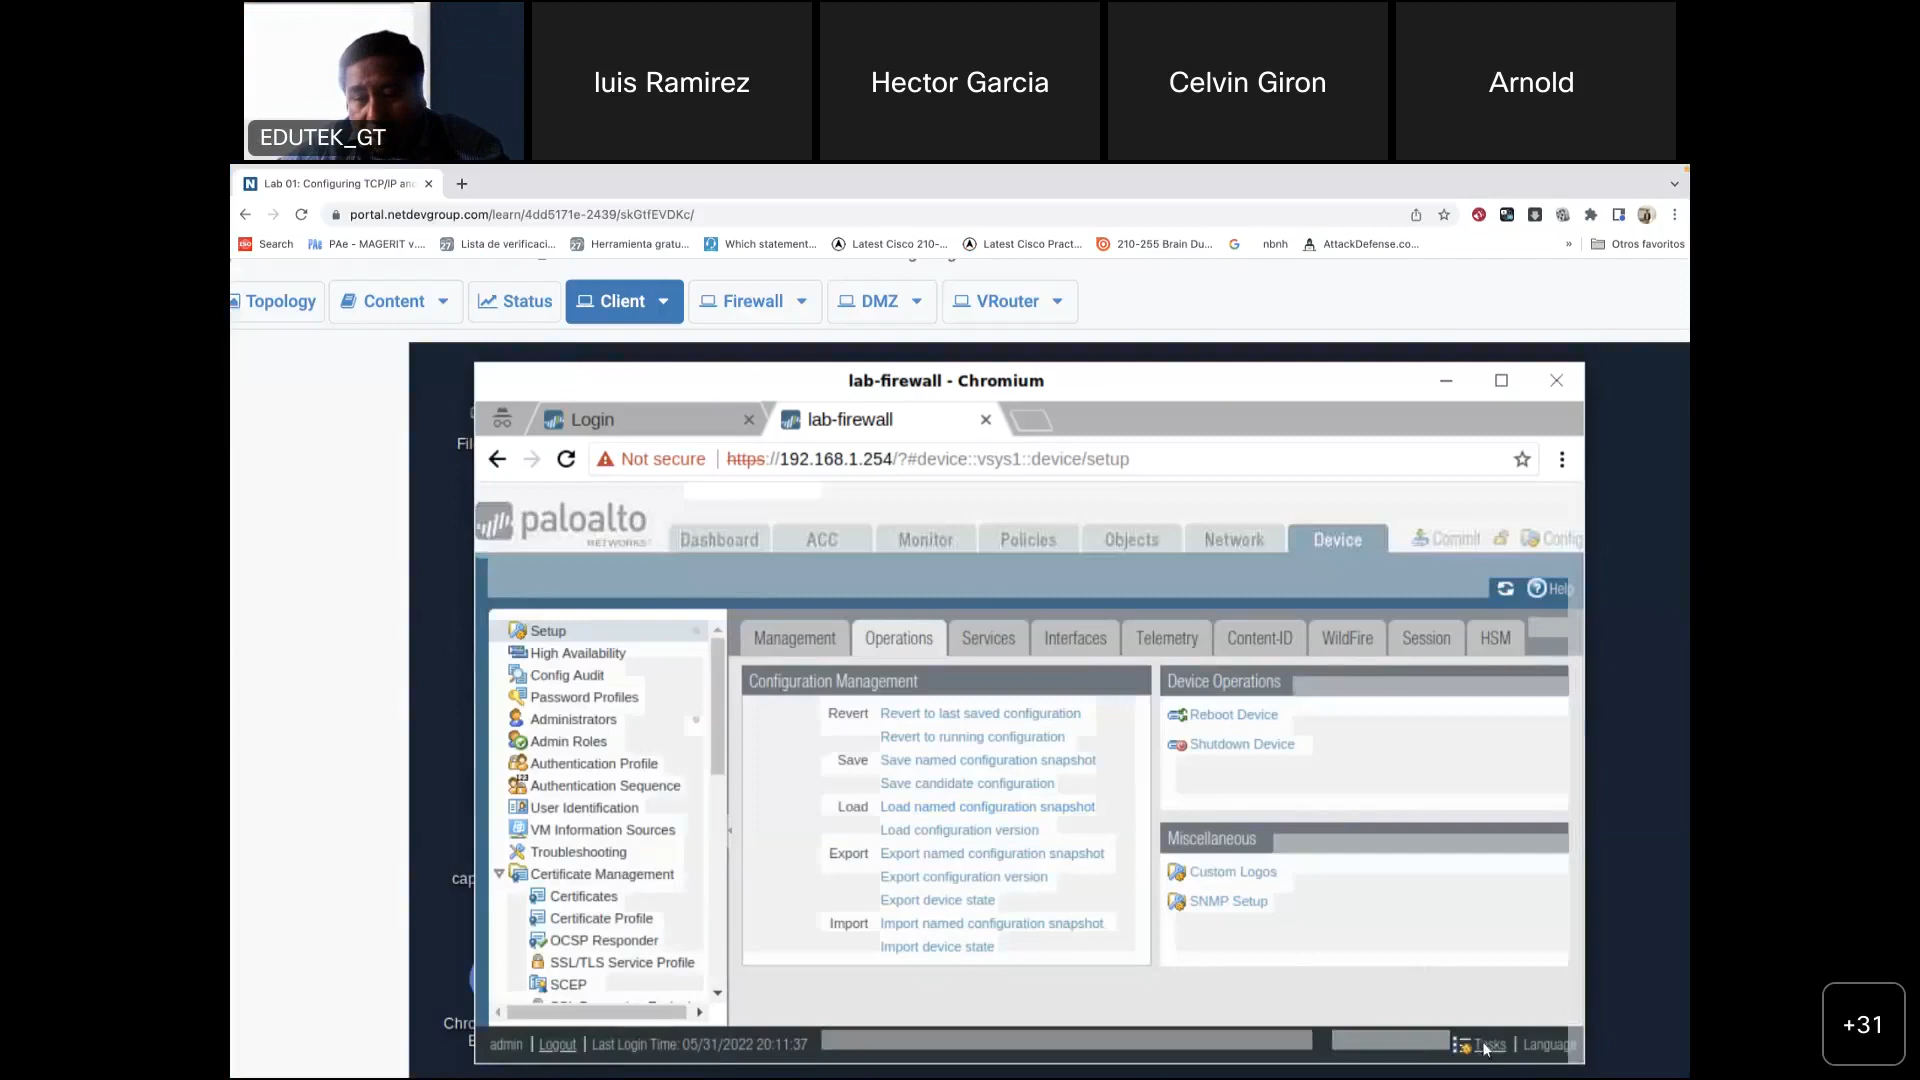 EDUTEK_GT
luis Ramirez
Hector Garcia
Celvin Giron
Arnold
Lab 01: Configuring TCP/IP and
portal.netdevgroup.com/learn/4dd5171e-2439/skGtfEVDKc/
Search
PAe - MAGERIT v....
Lista de verificaci...
Herramienta gratu...
Which statement...
Latest Cisco 210-...
Latest Cisco Pract...
210-255 Brain Du...
nbnh
AttackDefense.co...
»
Otros favoritos
Topology
Content
Status
Client
Firewall
DMZ
VRouter
lab-firewall - Chromium
Login
lab-firewall
Not secure | https://192.168.1.254/?#device::vsys1::device/setup
paloalto
NETWORKS
Dashboard
ACC
Monitor
Policies
Objects
Network
Device
Commit
Config
Help
Setup
High Availability
Config Audit
Password Profiles
Administrators
Admin Roles
Authentication Profile
Authentication Sequence
User Identification
VM Information Sources
Troubleshooting
Certificate Management
Certificates
Certificate Profile
OCSP Responder
SSL/TLS Service Profile
SCEP
Management
Operations
Services
Interfaces
Telemetry
Content-ID
WildFire
Session
HSM
Configuration Management
Revert Revert to last saved configuration
Revert to running configuration
Save Save named configuration snapshot
Save candidate configuration
Load Load named configuration snapshot
Load configuration version
Export Export named configuration snapshot
Export configuration version
Export device state
Import Import named configuration snapshot
Import device state
Device Operations
Reboot Device
Shutdown Device
Miscellaneous
Custom Logos
SNMP Setup
Fil
cap
Chro
E
admin | Logout | Last Login Time: 05/31/2022 20:11:37
Tasks | Language
+31